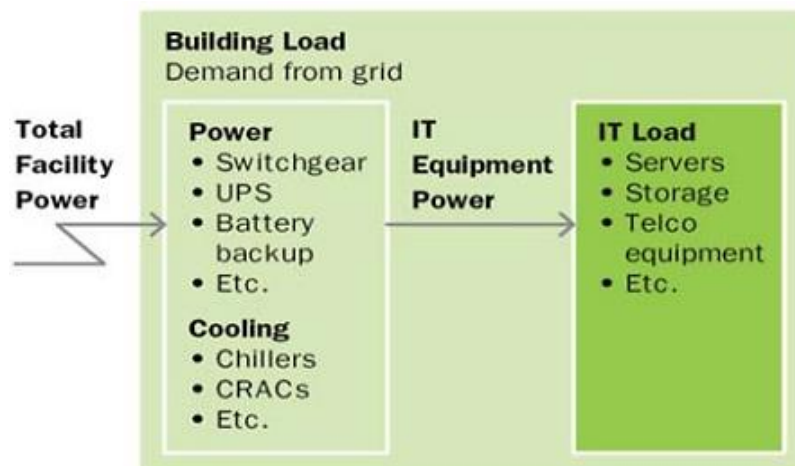 Building Load
Demand from grid
Total
Facility
Power
Power
• Switchgear
• UPS
• Battery
backup
• Etc.
Cooling
• Chillers
• CRACs
• Etc.
IT
Equipment
Power
IT Load
• Servers
• Storage
• Telco
equipment
• Etc.